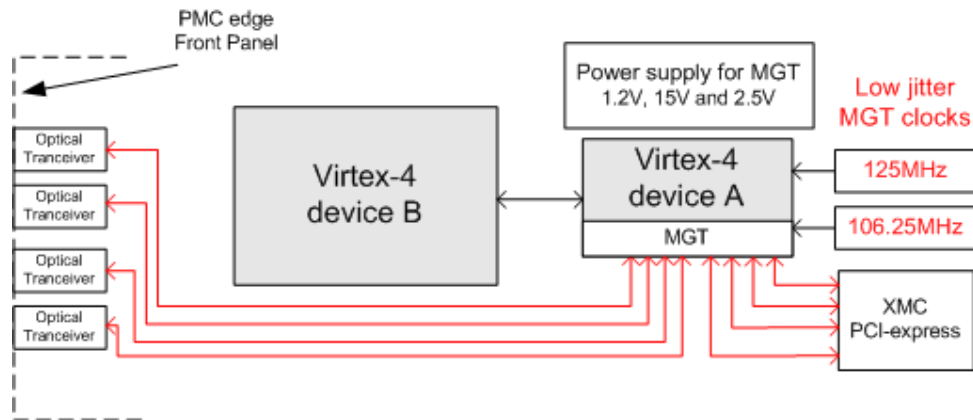 PMC edge
Front Panel
Power supply for MGT
1.2V, 15V and 2.5V
Low jitter
MGT clocks
Optical
Tranceiver
Optical
Tranceiver
Optical
Tranceiver
Optical
Tranceiver
Virtex-4
device B
Virtex-4
device A
MGT
125MHz
106.25MHz
XMC
PCI-express